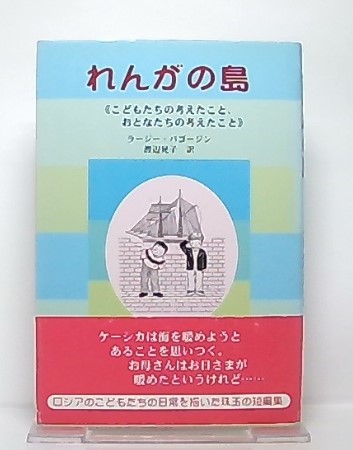 れんがの島
《こどもたちの考えたこと、
おとなたちの考えたこと》
ラージー・パゴージン
渡辺晃子 訳
ケーシカは海を暖めようと
あることを思いつく。
お母さんはお日さまが
暖めたというけれど……
ロシアのこどもたちの日常を描いた珠玉の短編集